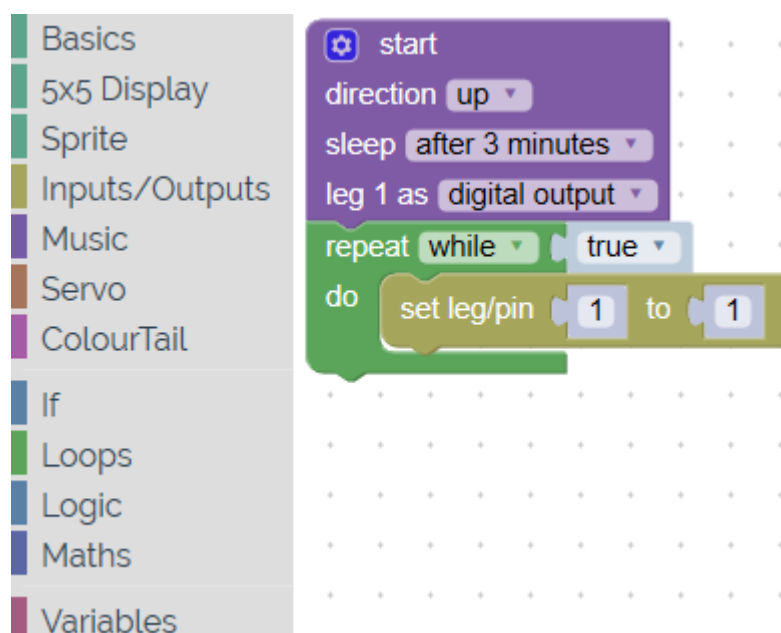 Basics
5x5 Display
Sprite
Inputs/Outputs
Music
Servo
ColourTail
If
Loops
Logic
Maths
Variables
start
direction up
sleep after 3 minutes
leg 1 as digital output
repeat while true
do set leg/pin 1 to 1